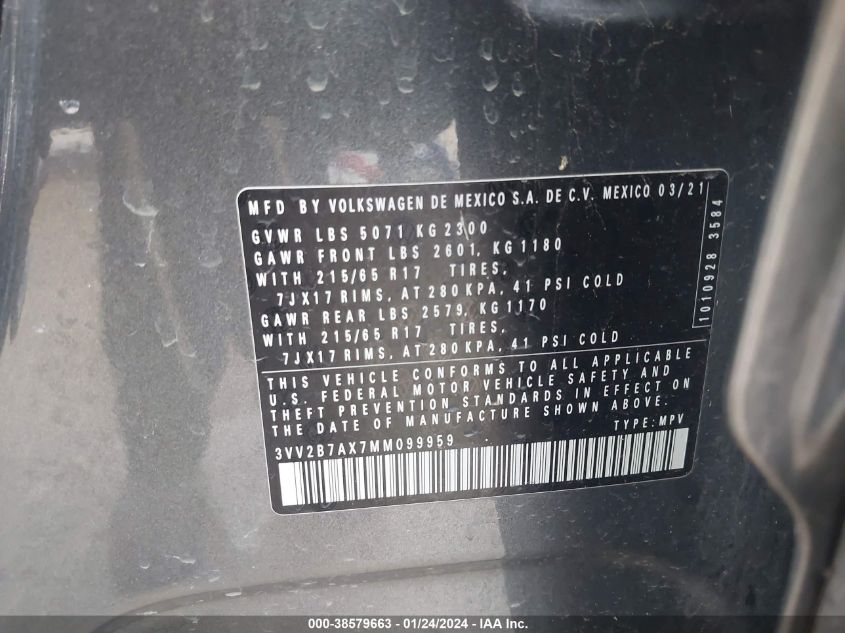 MFD BY VOLKSWAGEN DE MEXICO S.A. DE C.V. MEXICO 03/21
GVWR LBS 5071 KG 2300
GAWR FRONT LBS 2601, KG 1180
WITH 215/65 R17 TIRES,
7JX17 RIMS, AT 280 KPA, 41 PSI COLD
GAWR REAR LBS 2579, KG 1170
WITH 215/65 R17 TIRES,
7JX17 RIMS, AT 280 KPA, 41 PSI COLD
THIS VEHICLE CONFORMS TO ALL APPLICABLE
U.S. FEDERAL MOTOR VEHICLE SAFETY AND
THEFT PREVENTION STANDARDS IN EFFECT ON
THE DATE OF MANUFACTURE SHOWN ABOVE.
TYPE: MPV
3VV2B7AX7MM099959
1010928 3584
000-38579663 - 01/24/2024 - IAA Inc.